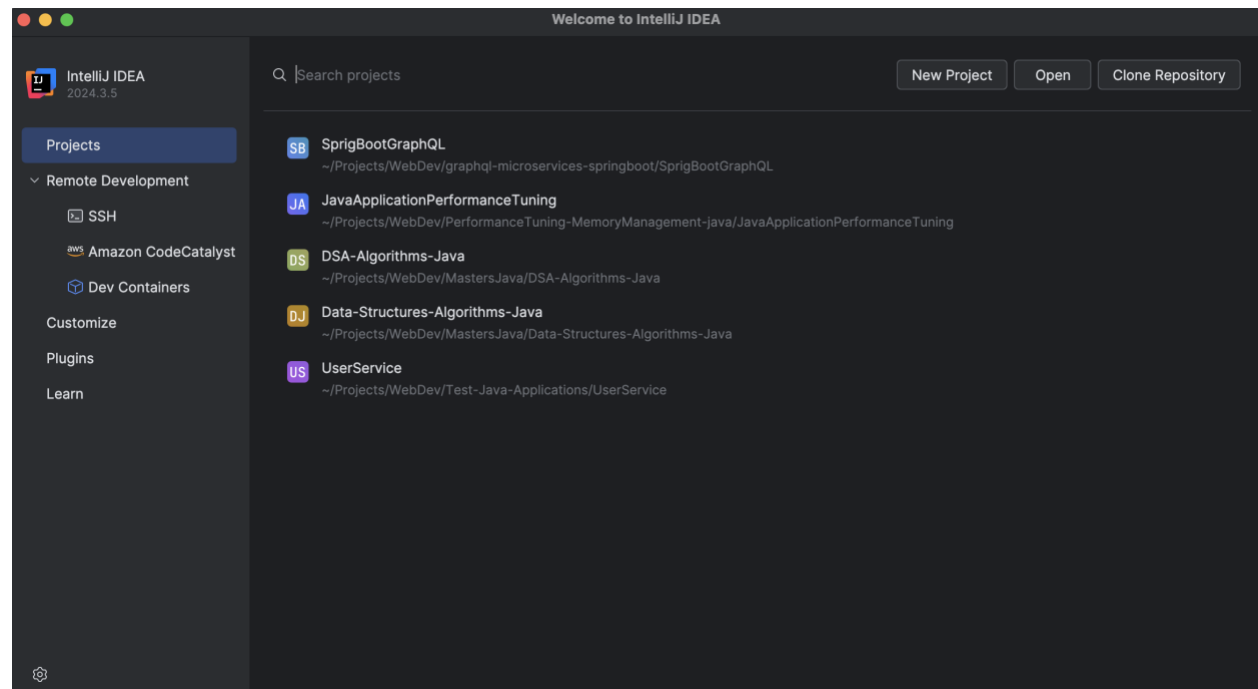 Welcome to IntelliJ IDEA
IJ
IntelliJ IDEA
2024.3.5
Projects
Remote Development
SSH
aws Amazon CodeCatalyst
Dev Containers
Customize
Plugins
Learn
Search projects
New Project
Open
Clone Repository
SB SprigBootGraphQL
~/Projects/WebDev/graphql-microservices-springboot/SprigBootGraphQL
JA JavaApplicationPerformanceTuning
~/Projects/WebDev/PerformanceTuning-MemoryManagement-java/JavaApplicationPerformanceTuning
DS DSA-Algorithms-Java
~/Projects/WebDev/MastersJava/DSA-Algorithms-Java
DJ Data-Structures-Algorithms-Java
~/Projects/WebDev/MastersJava/Data-Structures-Algorithms-Java
US UserService
~/Projects/WebDev/Test-Java-Applications/UserService